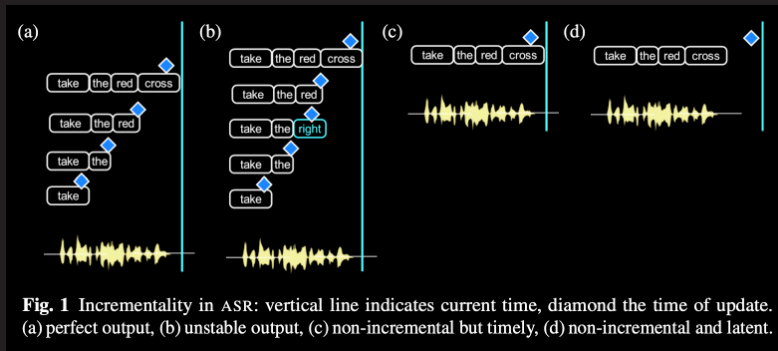 (a)
take the red cross
take the red
take the
take
(b)
take the red cross
take the red
take the right
take the
take
(c)
take the red cross
(d)
take the red cross
Fig. 1 Incrementality in ASR: vertical line indicates current time, diamond the time of update.
(a) perfect output, (b) unstable output, (c) non-incremental but timely, (d) non-incremental and latent.